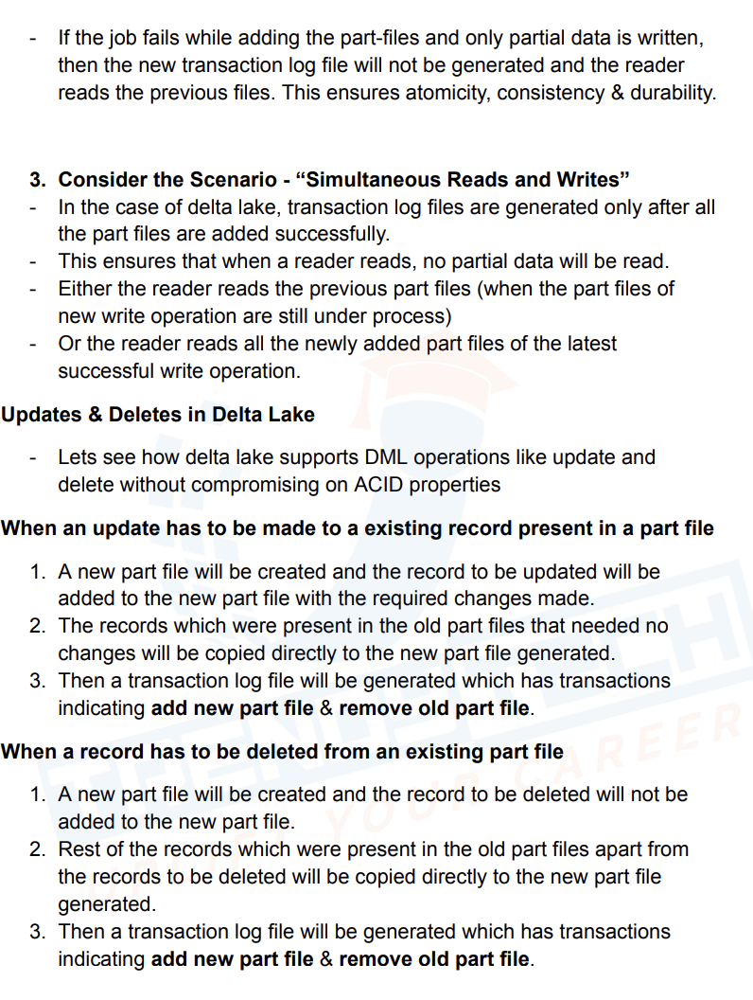 - If the job fails while adding the part-files and only partial data is written,
then the new transaction log file will not be generated and the reader
reads the previous files. This ensures atomicity, consistency & durability.
3. Consider the Scenario - “Simultaneous Reads and Writes”
- In the case of delta lake, transaction log files are generated only after all
the part files are added successfully.
- This ensures that when a reader reads, no partial data will be read.
- Either the reader reads the previous part files (when the part files of
new write operation are still under process)
- Or the reader reads all the newly added part files of the latest
successful write operation.
Updates & Deletes in Delta Lake
- Lets see how delta lake supports DML operations like update and
delete without compromising on ACID properties
When an update has to be made to a existing record present in a part file
1. A new part file will be created and the record to be updated will be
added to the new part file with the required changes made.
2. The records which were present in the old part files that needed no
changes will be copied directly to the new part file generated.
3. Then a transaction log file will be generated which has transactions
indicating add new part file & remove old part file.
When a record has to be deleted from an existing part file
1. A new part file will be created and the record to be deleted will not be
added to the new part file.
2. Rest of the records which were present in the old part files apart from
the records to be deleted will be copied directly to the new part file
generated.
3. Then a transaction log file will be generated which has transactions
indicating add new part file & remove old part file.
TRENDYTECH
YOUR CAREER